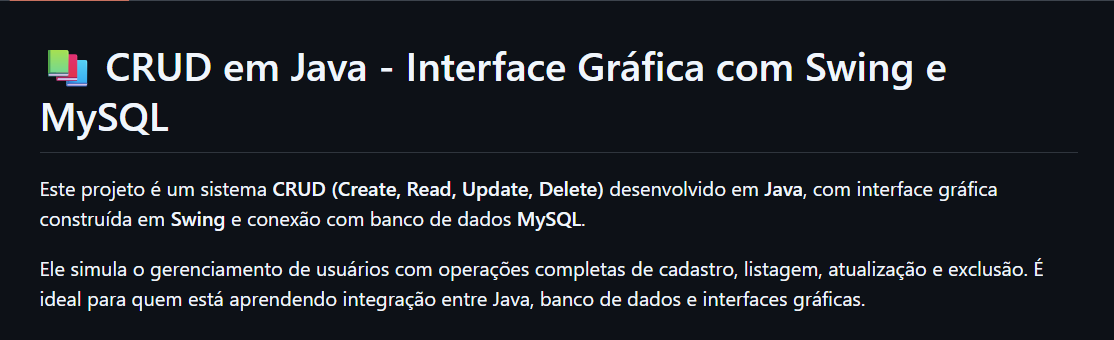 📚 CRUD em Java - Interface Gráfica com Swing e
MySQL
Este projeto é um sistema CRUD (Create, Read, Update, Delete) desenvolvido em Java, com interface gráfica
construída em Swing e conexão com banco de dados MySQL.
Ele simula o gerenciamento de usuários com operações completas de cadastro, listagem, atualização e exclusão. É
ideal para quem está aprendendo integração entre Java, banco de dados e interfaces gráficas.